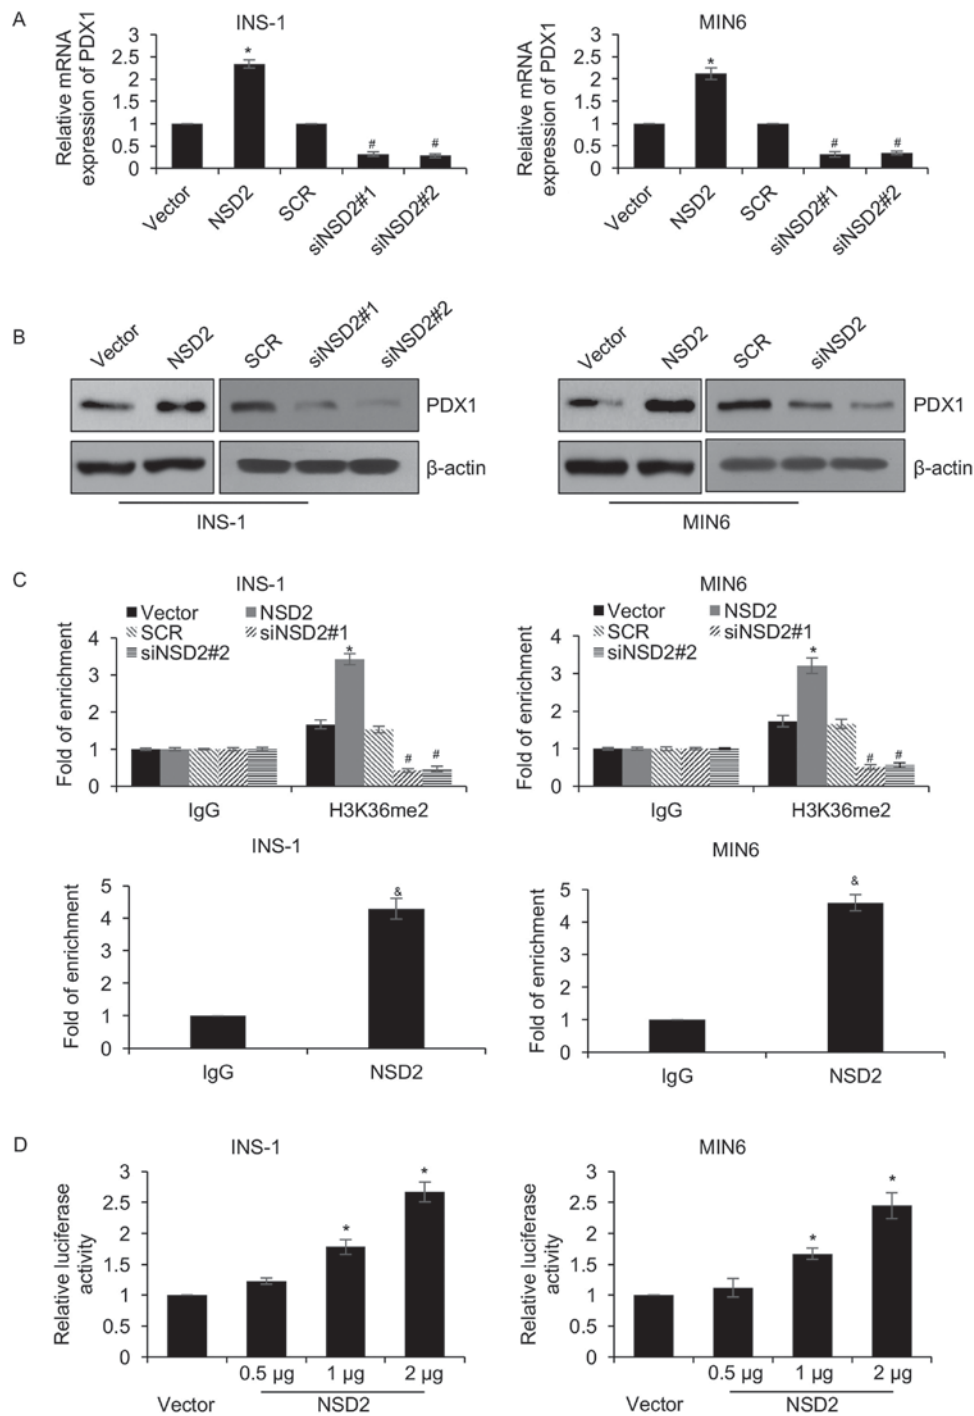 A
INS-1
Relative mRNA
expression of PDX1
3
2.5
2
1.5
1
0.5
0
*
#
#
Vector
NSD2
SCR
siNSD2#1
siNSD2#2
MIN6
Relative mRNA
expression of PDX1
3
2.5
2
1.5
1
0.5
0
*
#
#
Vector
NSD2
SCR
siNSD2#1
siNSD2#2
B
Vector
NSD2
SCR
siNSD2#1
siNSD2#2
PDX1
β-actin
INS-1
Vector
NSD2
SCR
siNSD2
PDX1
β-actin
MIN6
C
INS-1
Vector
NSD2
SCR
siNSD2#1
siNSD2#2
Fold of enrichment
4
3
2
1
0
*
#
#
IgG
H3K36me2
MIN6
Vector
NSD2
SCR
siNSD2#1
siNSD2#2
Fold of enrichment
4
3
2
1
0
*
#
#
IgG
H3K36me2
INS-1
Fold of enrichment
5
4
3
2
1
0
&
IgG
NSD2
MIN6
Fold of enrichment
5
4
3
2
1
0
&
IgG
NSD2
D
INS-1
Relative luciferase
activity
3
2.5
2
1.5
1
0.5
0
*
*
0.5 µg
1 µg
2 µg
Vector
NSD2
MIN6
Relative luciferase
activity
3
2.5
2
1.5
1
0.5
0
*
*
0.5 µg
1 µg
2 µg
Vector
NSD2